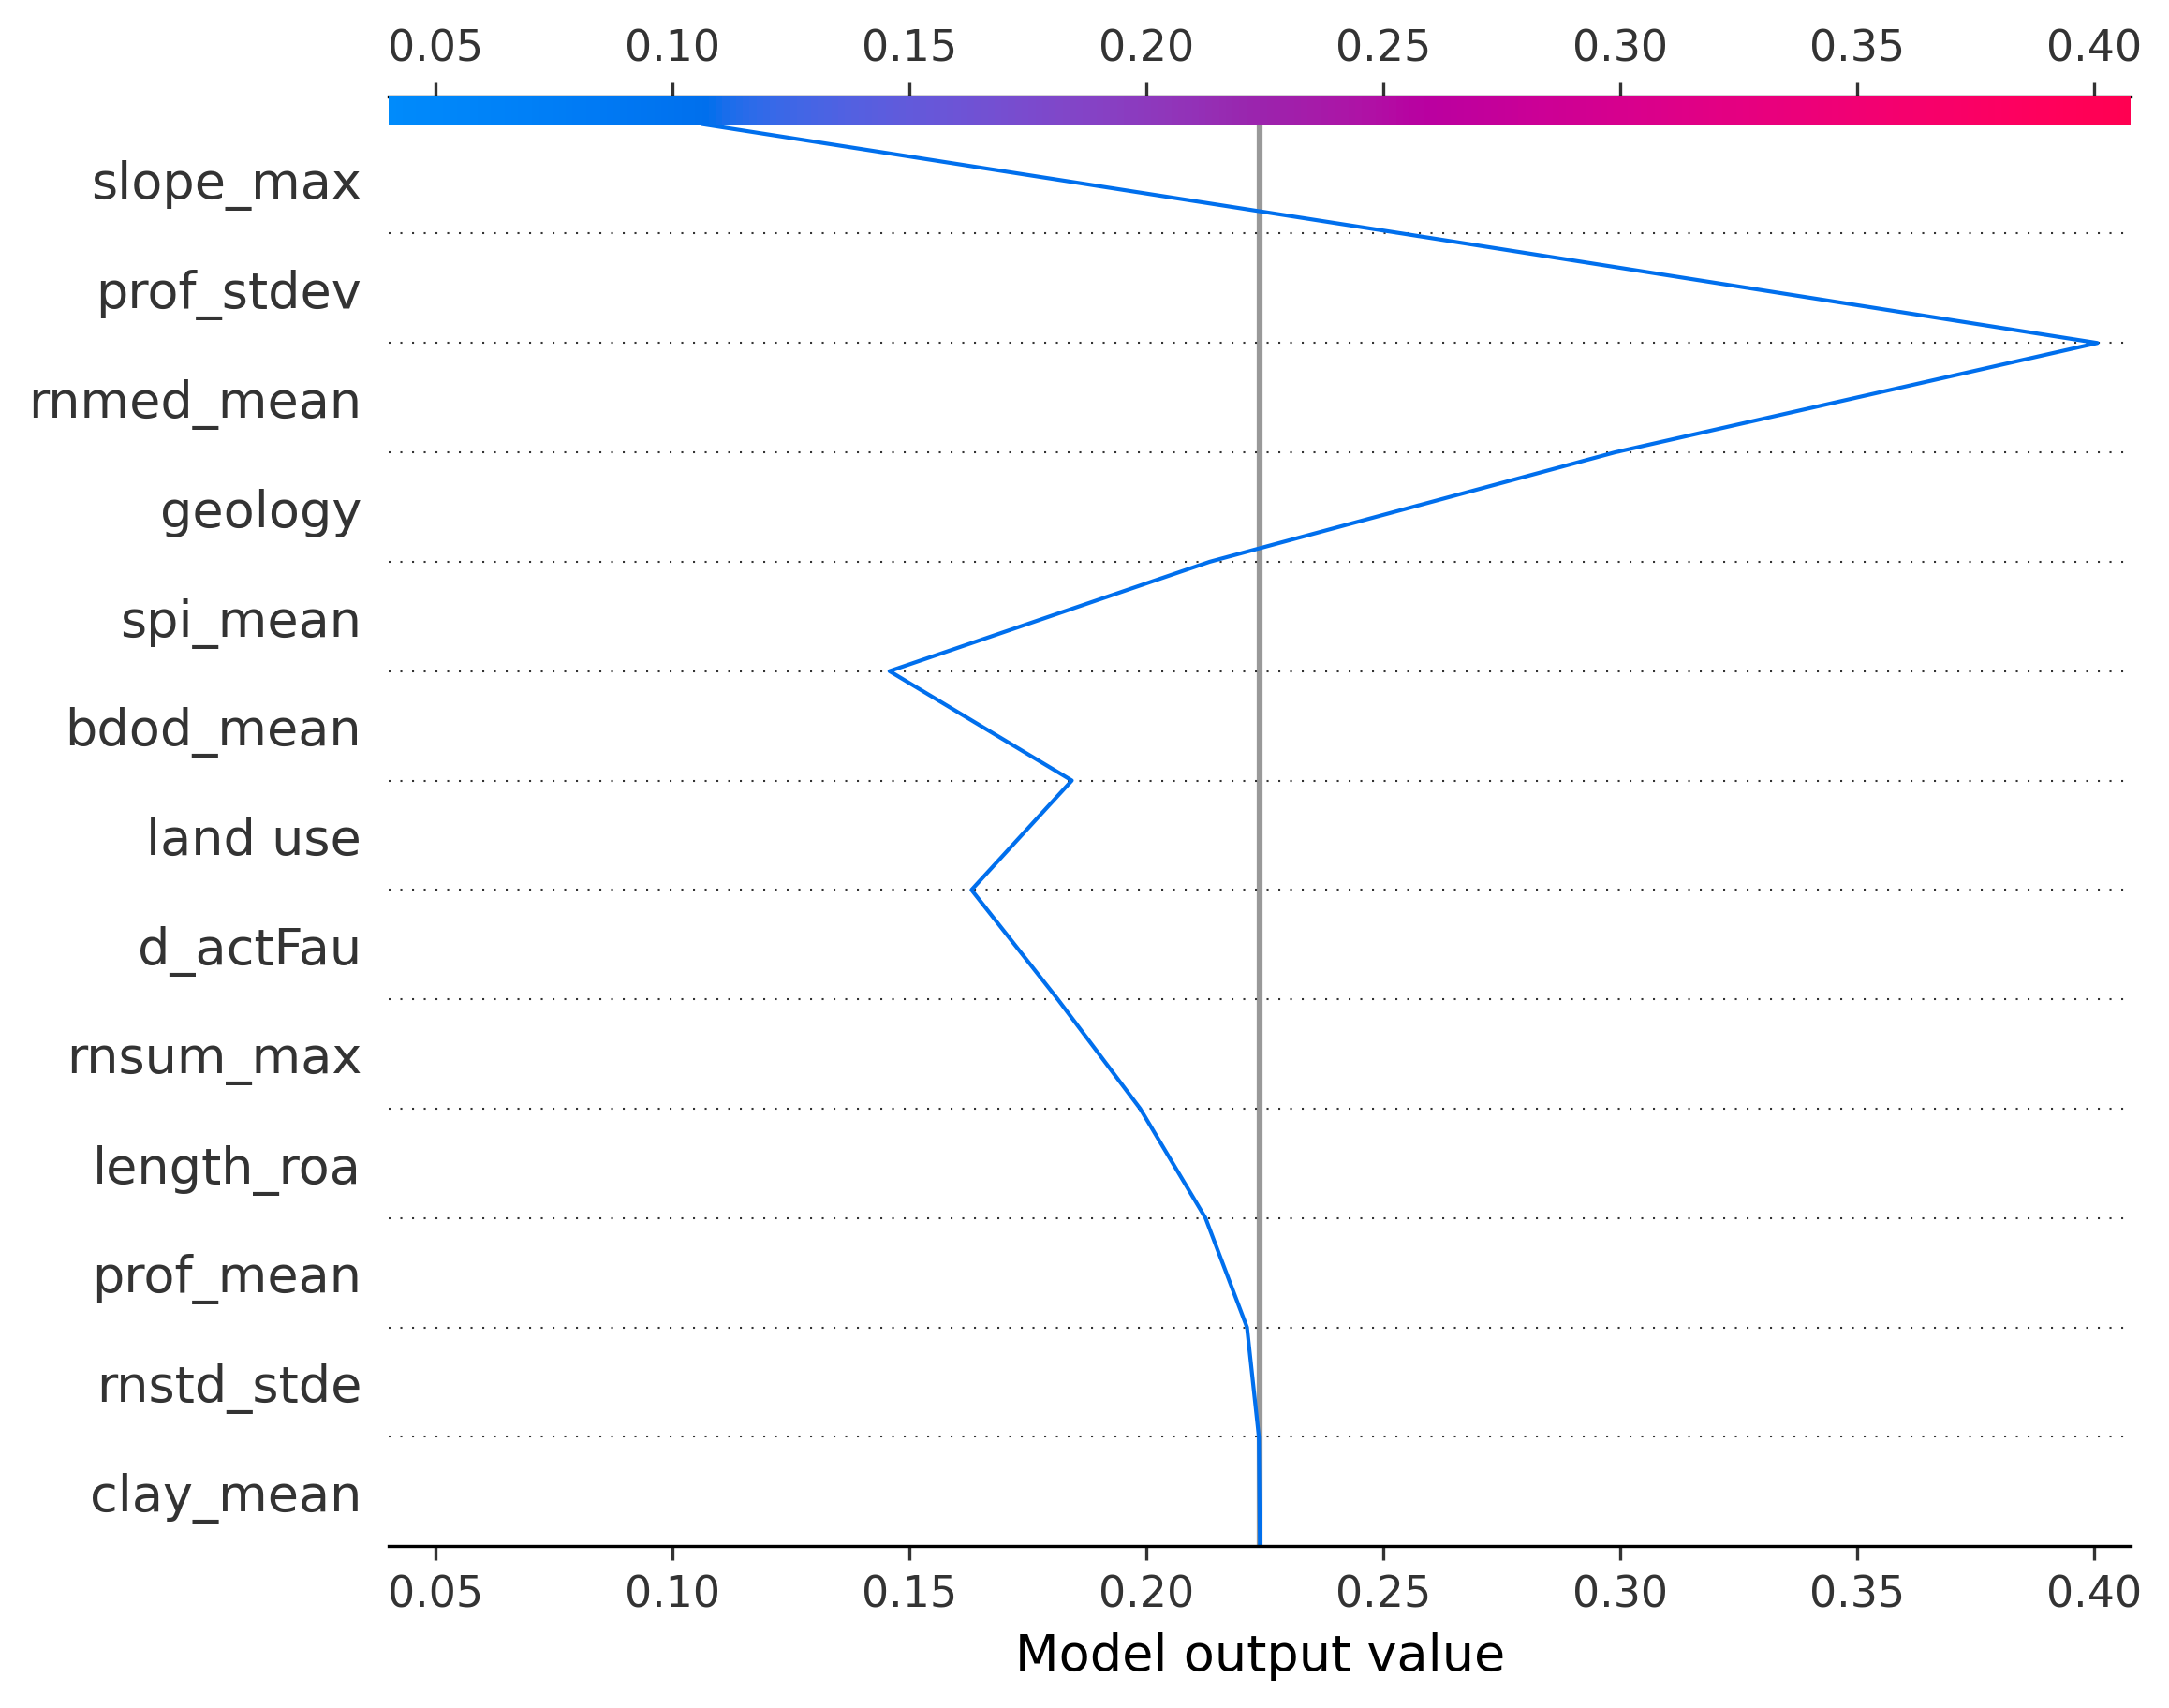 0.05 0.10 0.15 0.20 0.25 0.30 0.35 0.40
slope_max
prof_stdev
rnmed_mean
geology
spi_mean
bdod_mean
land use
d_actFau
rnsum_max
length_roa
prof_mean
rnstd_stde
clay_mean
0.05 0.10 0.15 0.20 0.25 0.30 0.35 0.40
Model output value